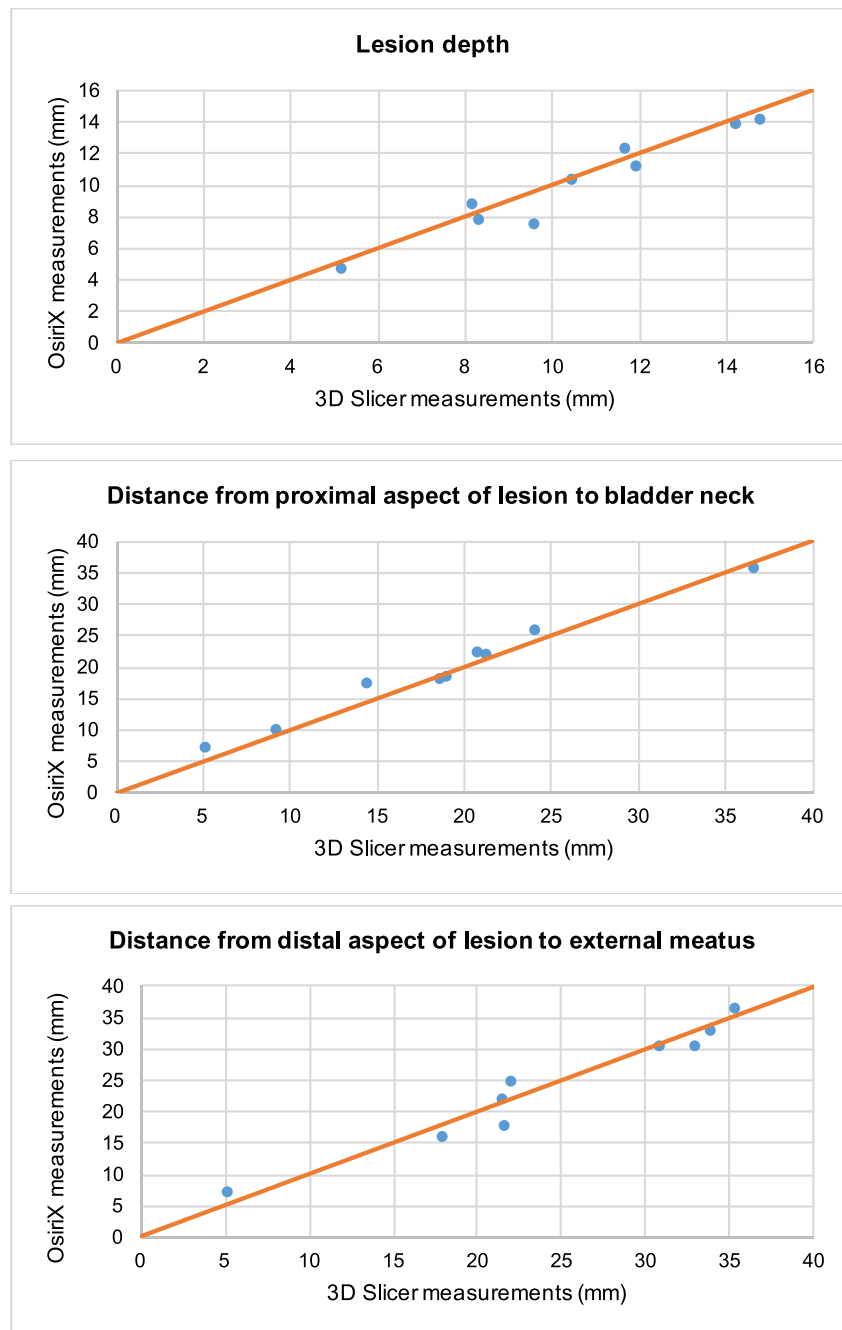 Lesion depth
OsiriX measurements (mm)
16
14
12
10
8
6
4
2
0
0 2 4 6 8 10 12 14 16
3D Slicer measurements (mm)
Distance from proximal aspect of lesion to bladder neck
OsiriX measurements (mm)
40
35
30
25
20
15
10
5
0
0 5 10 15 20 25 30 35 40
3D Slicer measurements (mm)
Distance from distal aspect of lesion to external meatus
OsiriX measurements (mm)
40
35
30
25
20
15
10
5
0
0 5 10 15 20 25 30 35 40
3D Slicer measurements (mm)